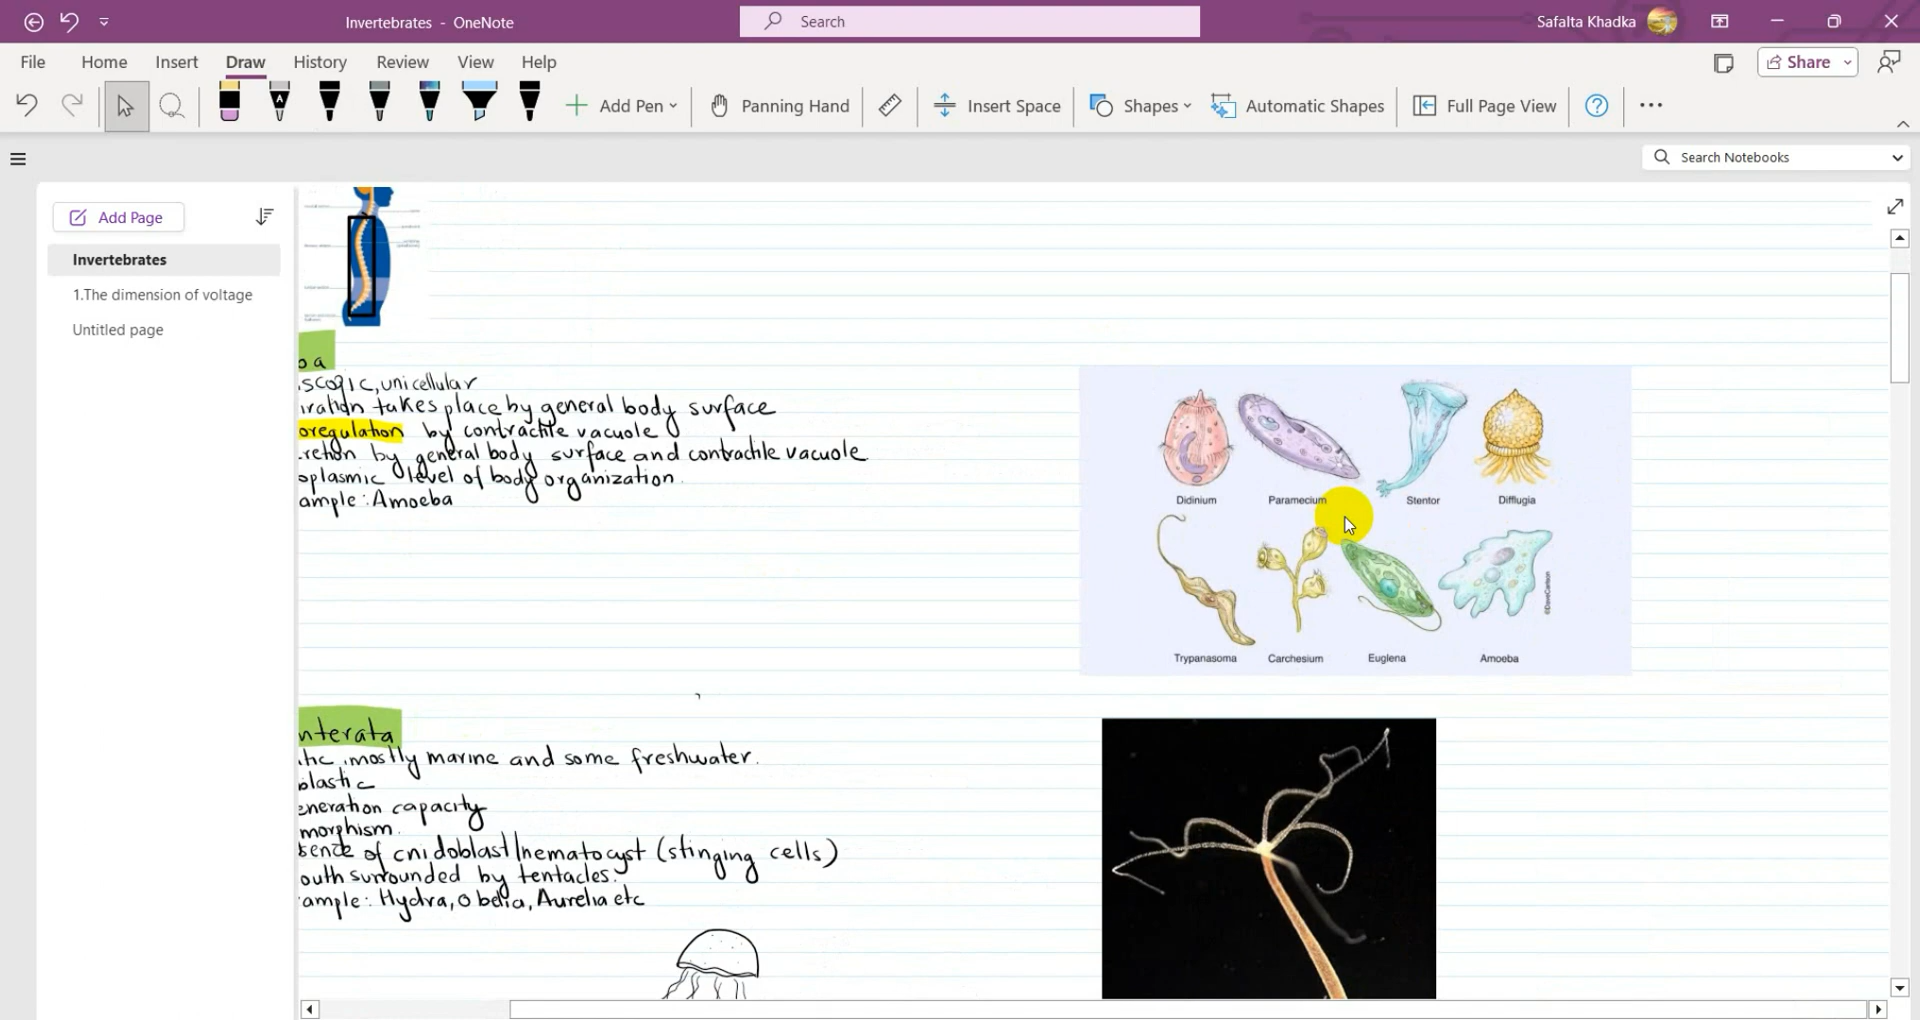 Invertebrates - OneNote
Search
Safalta Khadka
File Home Insert Draw History Review View Help
Share
Add Pen
Panning Hand
Insert Space
Shapes
Automatic Shapes
Full Page View
Search Notebooks
Add Page
Invertebrates
1.The dimension of voltage
Untitled page
oa
scopic, unicellular
iration takes place by general body surface
oregulation by contractile vacuole
retion by general body surface and contractile vacuole
oplasmic level of body organization.
ample : Amoeba
Didinium Paramecium Stentor Difflugia
Trypanasoma Carchesium Euglena Amoeba
©DaveCarlson
nterata
tic, mostly marine and some freshwater.
blastic
eneration capacity
morphism.
sence of cnidoblast/nematocyst (stinging cells)
outh surrounded by tentacles.
ample: Hydra, Obelia, Aurelia etc